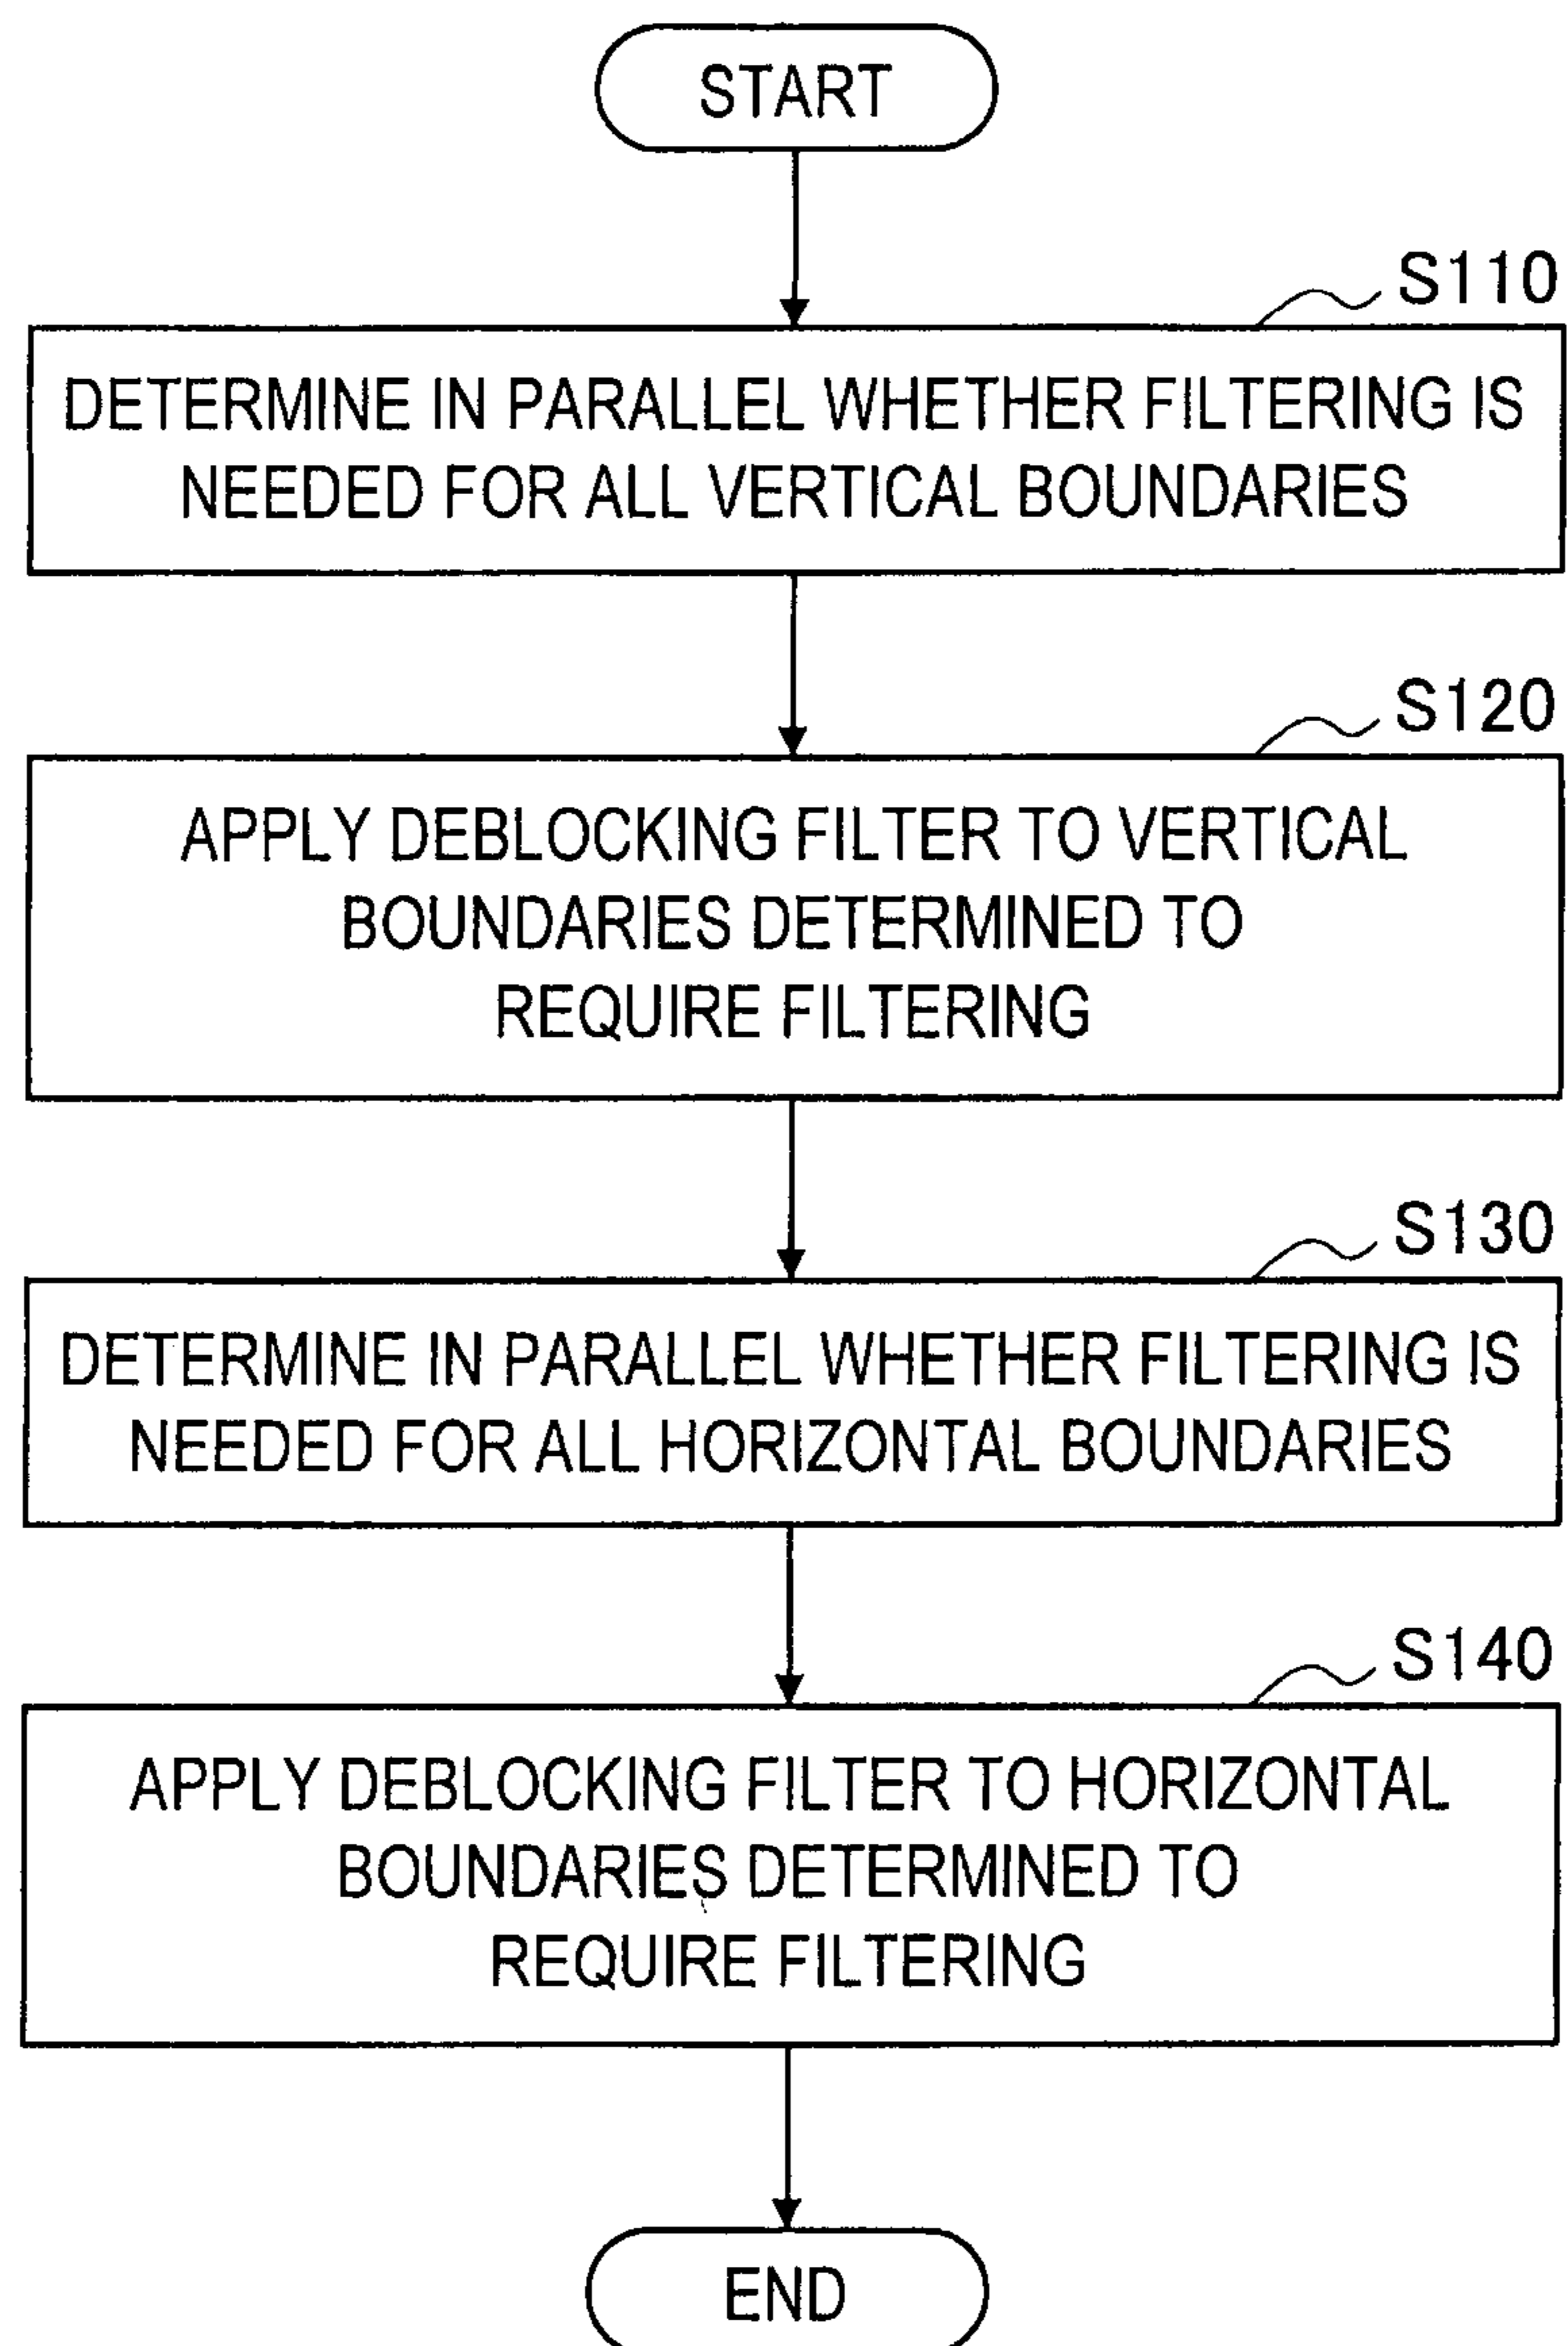 START
S110
DETERMINE IN PARALLEL WHETHER FILTERING IS
NEEDED FOR ALL VERTICAL BOUNDARIES
S120
APPLY DEBLOCKING FILTER TO VERTICAL
BOUNDARIES DETERMINED TO
REQUIRE FILTERING
S130
DETERMINE IN PARALLEL WHETHER FILTERING IS
NEEDED FOR ALL HORIZONTAL BOUNDARIES
S140
APPLY DEBLOCKING FILTER TO HORIZONTAL
BOUNDARIES DETERMINED TO
REQUIRE FILTERING
END